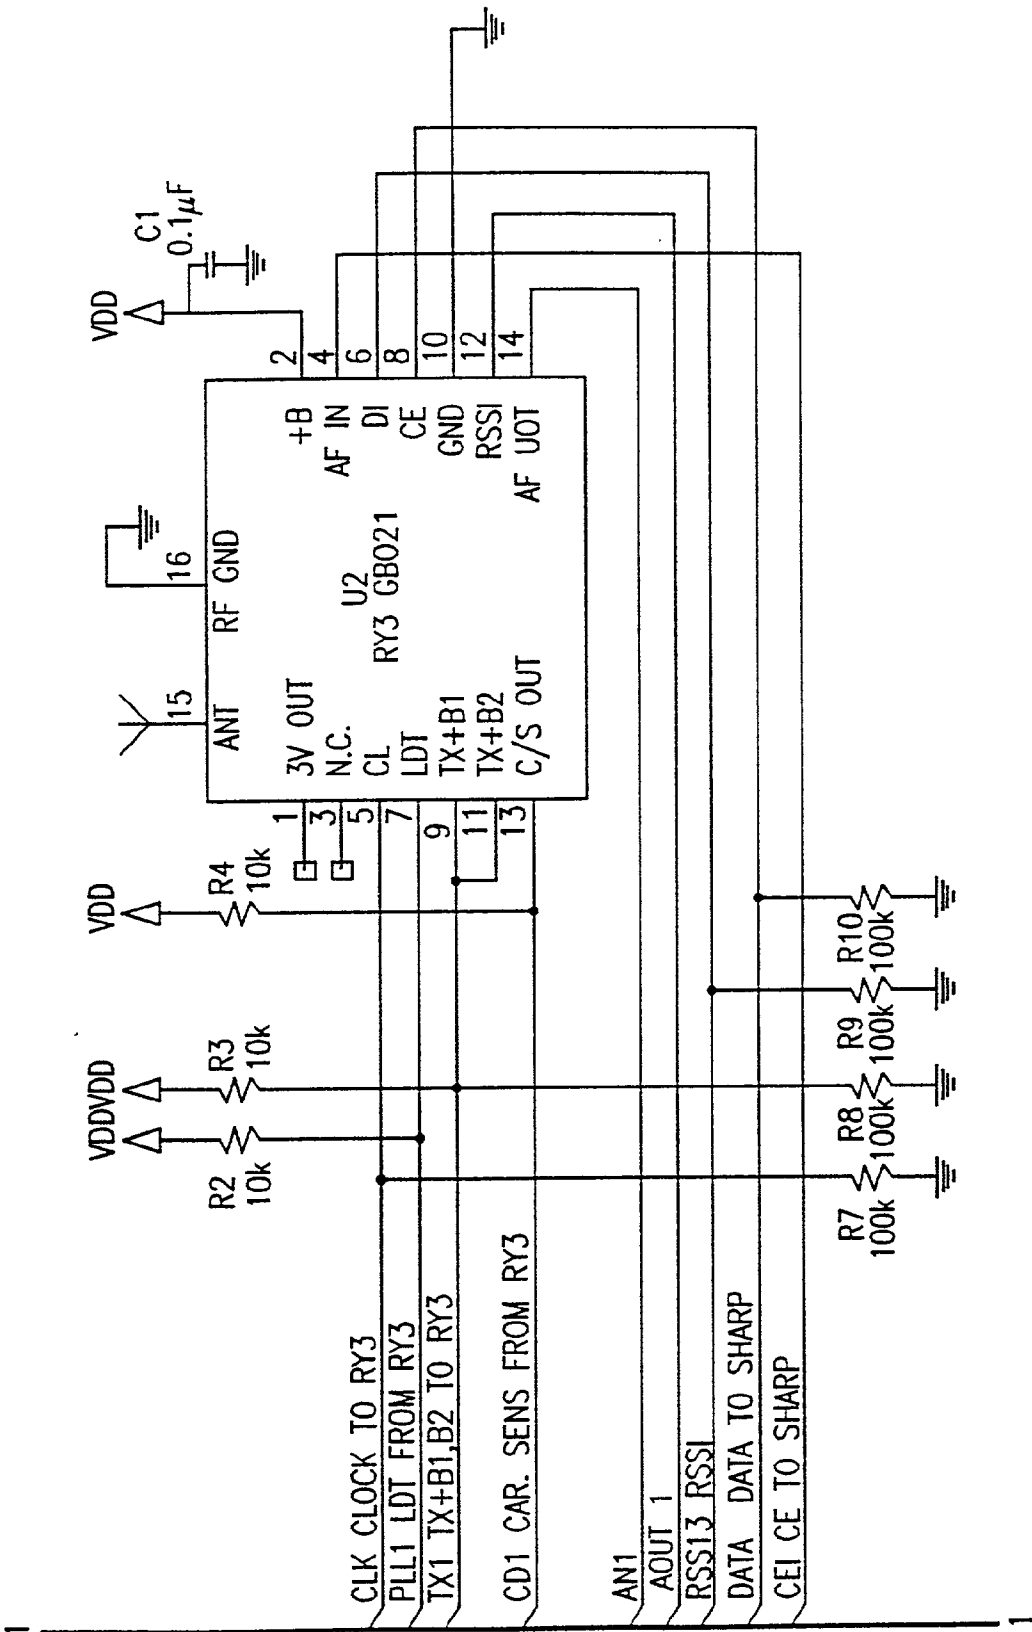 VDD
C1
0.1µF
2
4
6
8
10
12
14
+B
AF IN
DI
CE
GND
RSSI
AF UOT
16
RF GND
U2
RY3 GB021
15
ANT
3V OUT
N.C.
CL
LDT
TX+B1
TX+B2
C/S OUT
1
3
5
7
9
11
13
VDD
R4
10k
VDDVDD
R3
10k
R2
10k
R10
100k
R9
100k
R8
100k
R7
100k
CLK CLOCK TO RY3
PLL1 LDT FROM RY3
TX1 TX+B1,B2 TO RY3
CD1 CAR. SENS FROM RY3
AN1
AOUT 1
RSS13 RSSI
DATA DATA TO SHARP
CEI CE TO SHARP
1
1